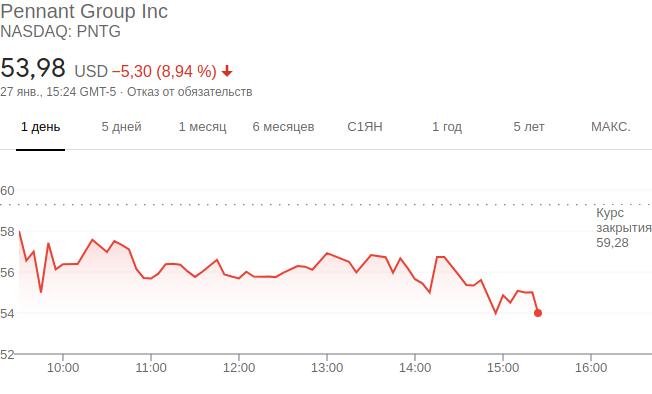 Pennant Group Inc
NASDAQ: PNTG
53,98 USD −5,30 (8,94 %)
27 янв., 15:24 GMT-5 · Отказ от обязательств
1 день 5 дней 1 месяц 6 месяцев С1ЯН 1 год 5 лет МАКС.
60
Курс
закрытия
59,28
58
56
54
52
10:00 11:00 12:00 13:00 14:00 15:00 16:00